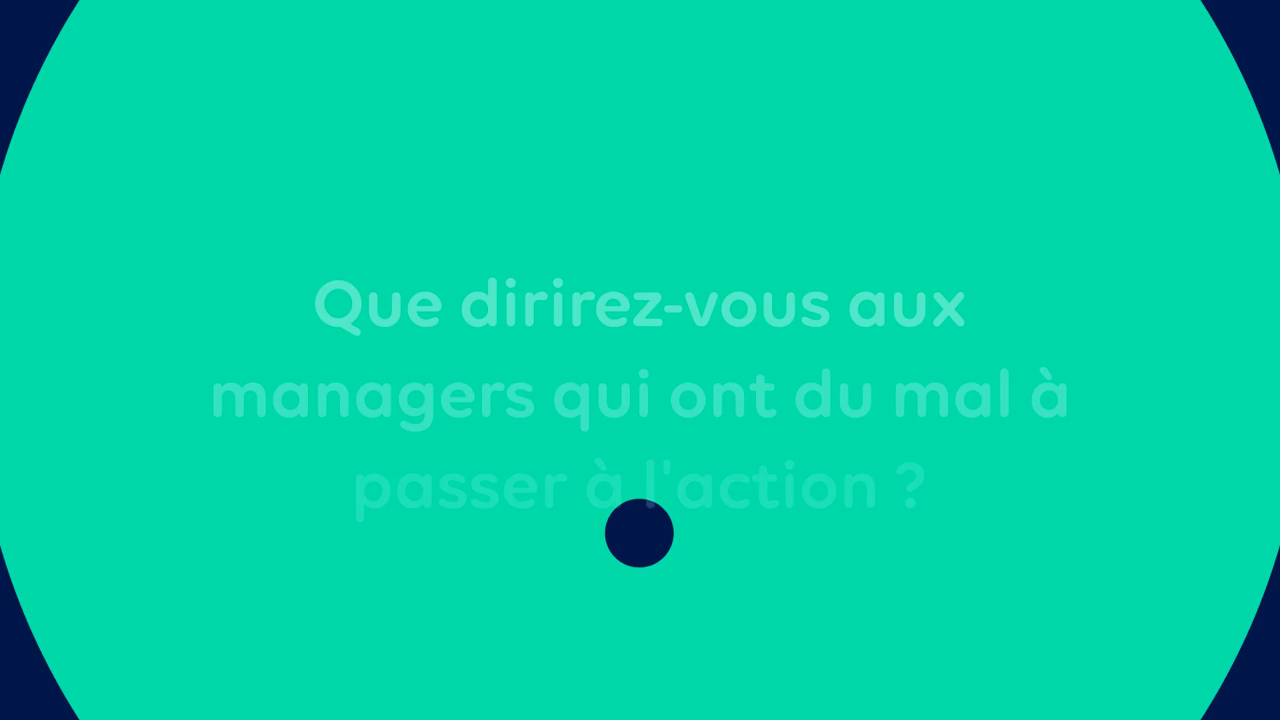 Que dirirez-vous aux
managers qui ont du mal à
passer à l'action ?